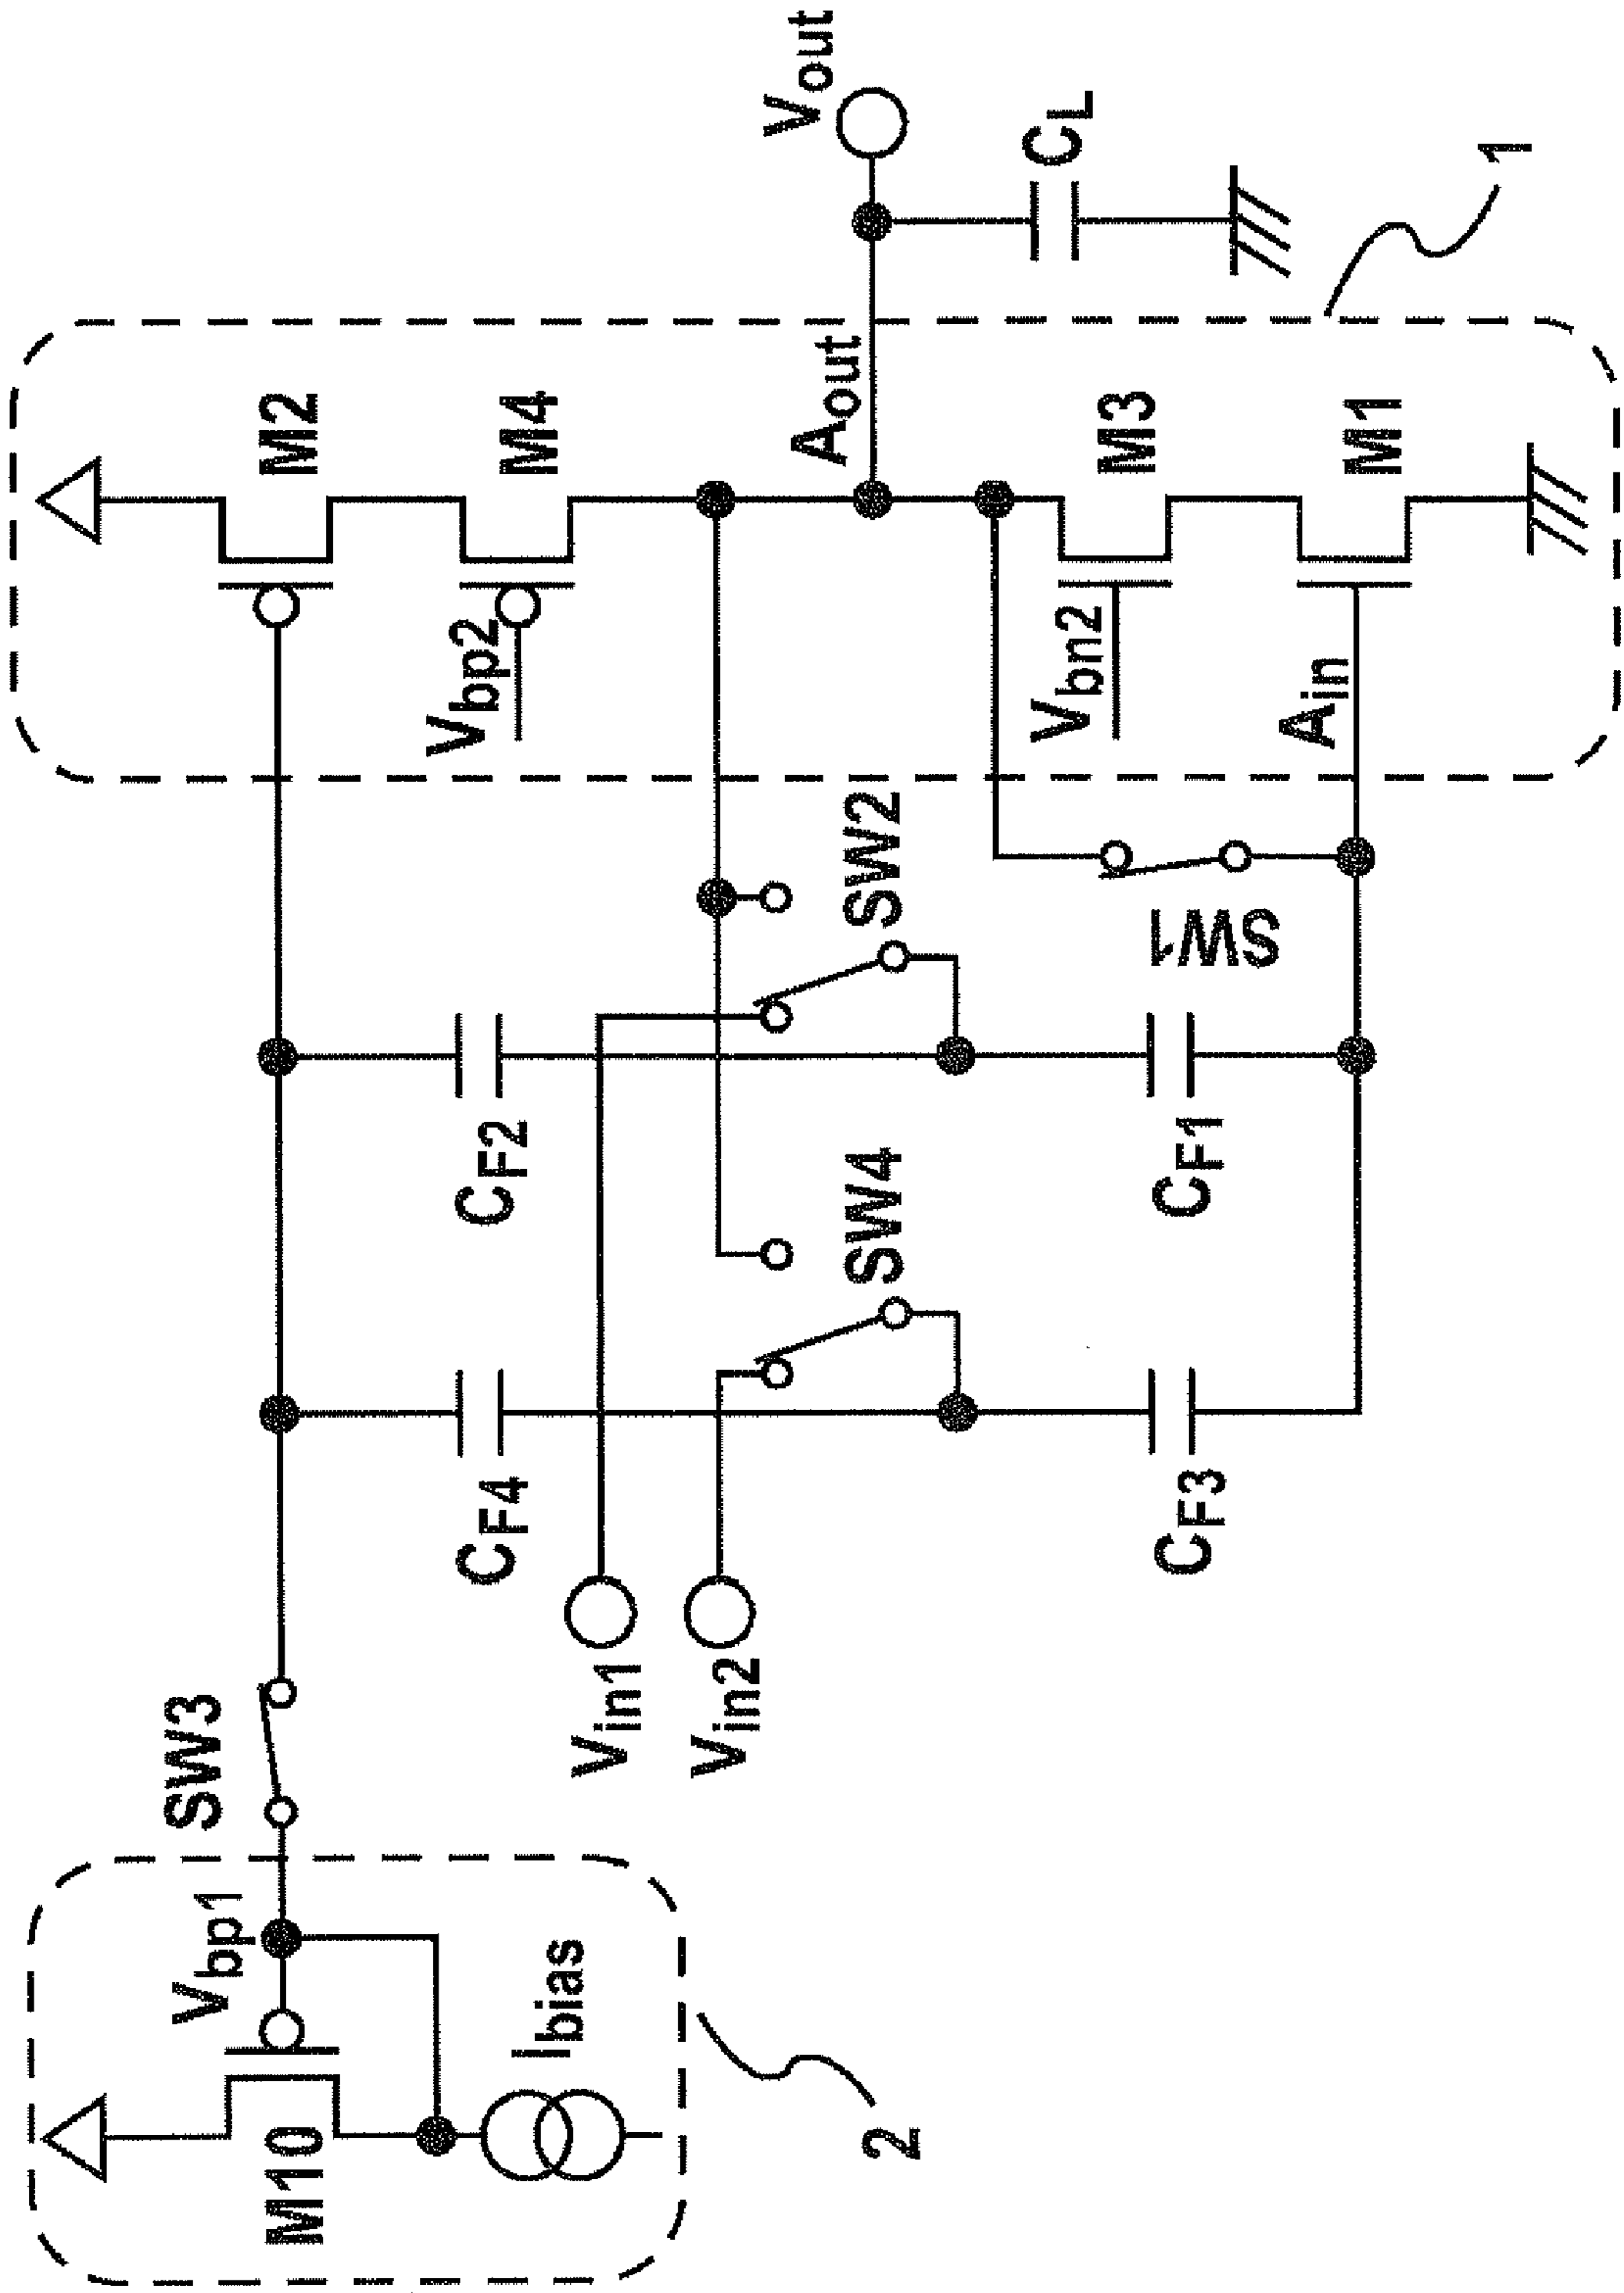 M10
Vbp1
Ibias
2
SW3
Vin1
Vin2
CF4
CF2
SW4
SW2
CF3
CF1
SW1
M2
Vbp2
M4
Aout
Vbn2
M3
Ain
M1
Vout
CL
1